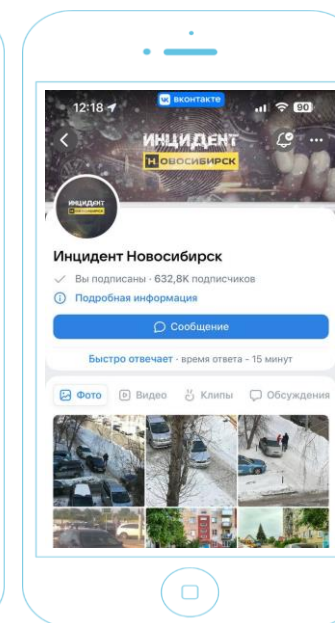 12:18
вконтакте
90
ИНЦИДЕНТ
НОВОСИБИРСК
ИНЦИДЕНТ
НОВОСИБИРСК
Инцидент Новосибирск
Вы подписаны · 632,8K подписчиков
Подробная информация
Сообщение
Быстро отвечает · время ответа - 15 минут
Фото Видео Клипы Обсуждения